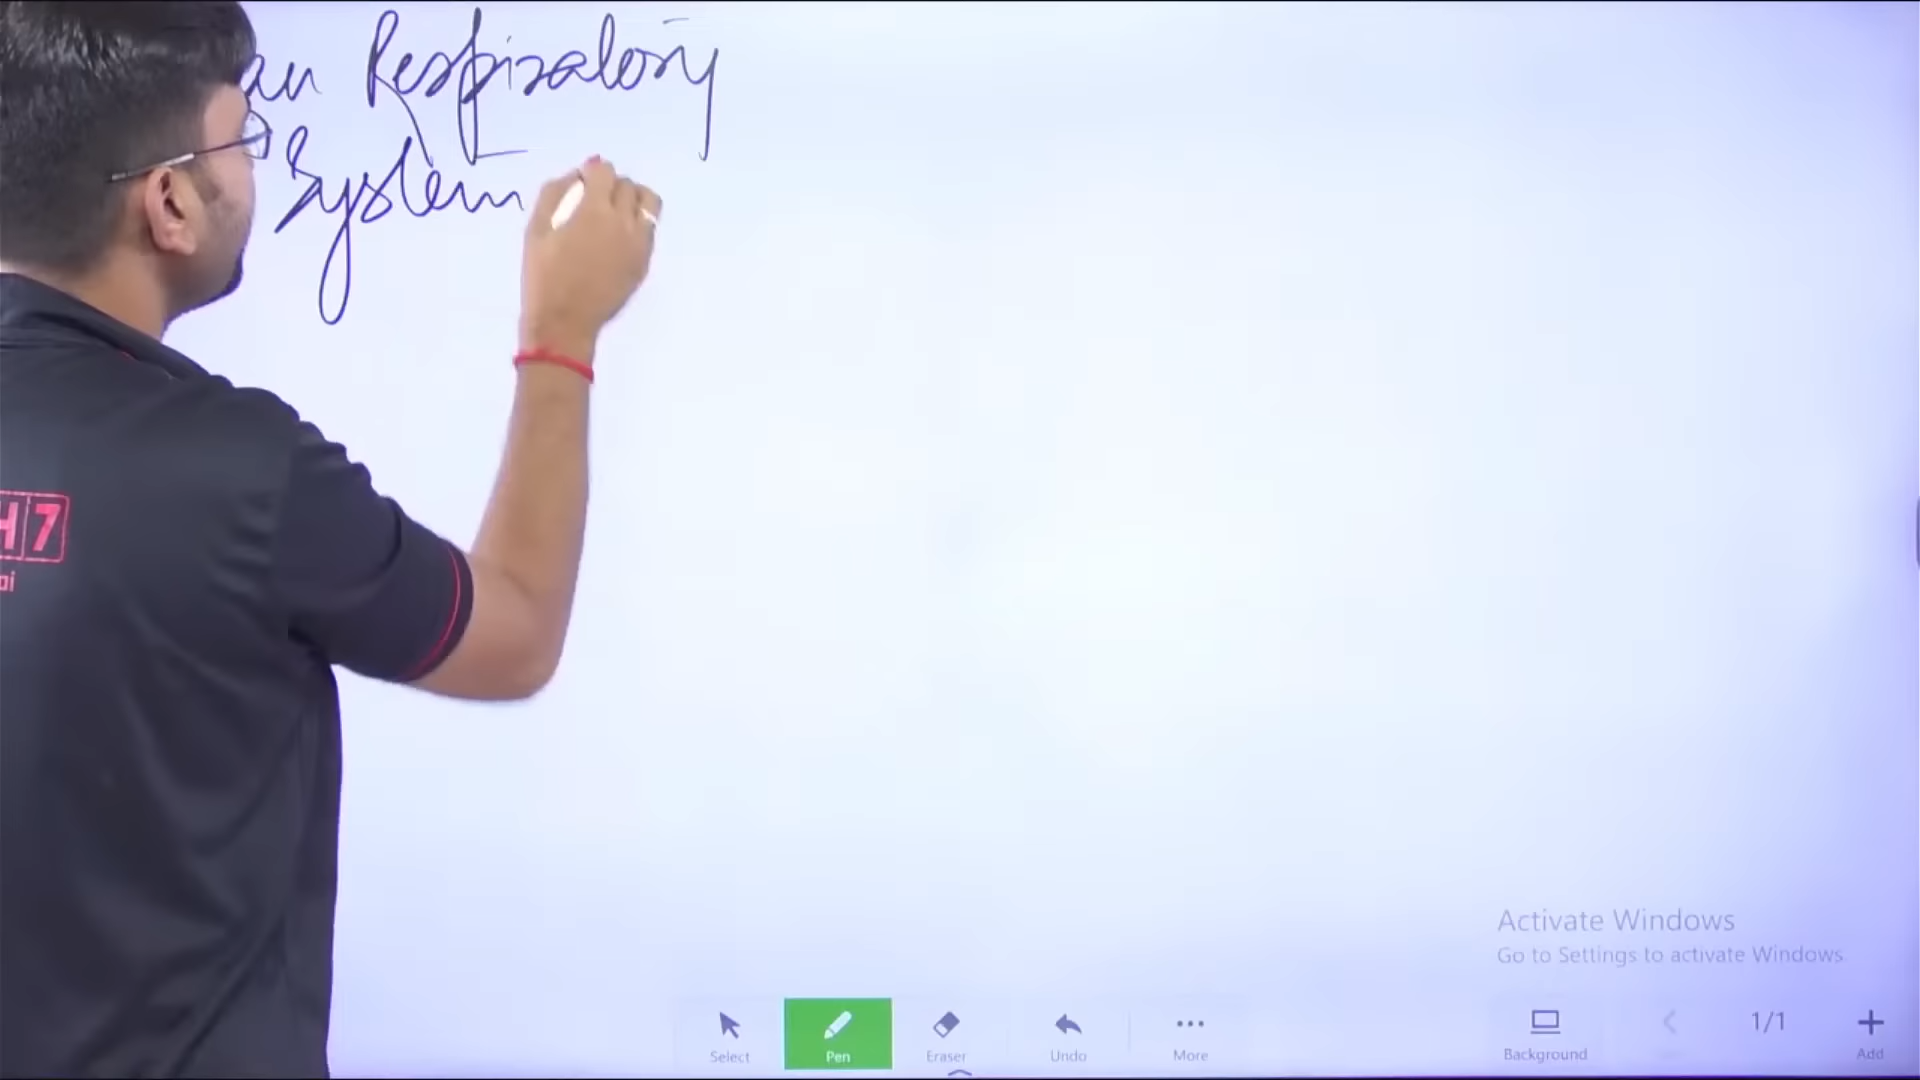 an Respiratory
System
H7
Activate Windows
Go to Settings to activate Windows
Select
Pen
Eraser
Undo
More
Background
1/1
Add